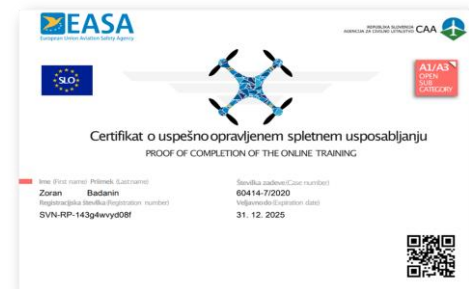 EASA
European Union Aviation Safety Agency
REPUBLIKA SLOVENIJA
AGENCIJA ZA CIVILNO LETALSTVO CAA
SLO
A1/A3
OPEN
SUB
CATEGORY
Certifikat o uspešno opravljenem spletnem usposabljanju
PROOF OF COMPLETION OF THE ONLINE TRAINING
Ime (First name) Priimek (Lastname)
Zoran Badanin
Registracijska številka (Registration number)
SVN-RP-143g4wvyd08f
Številka zadeve (Case number)
60414-7/2020
Veljavno do (Expiration date)
31. 12. 2025